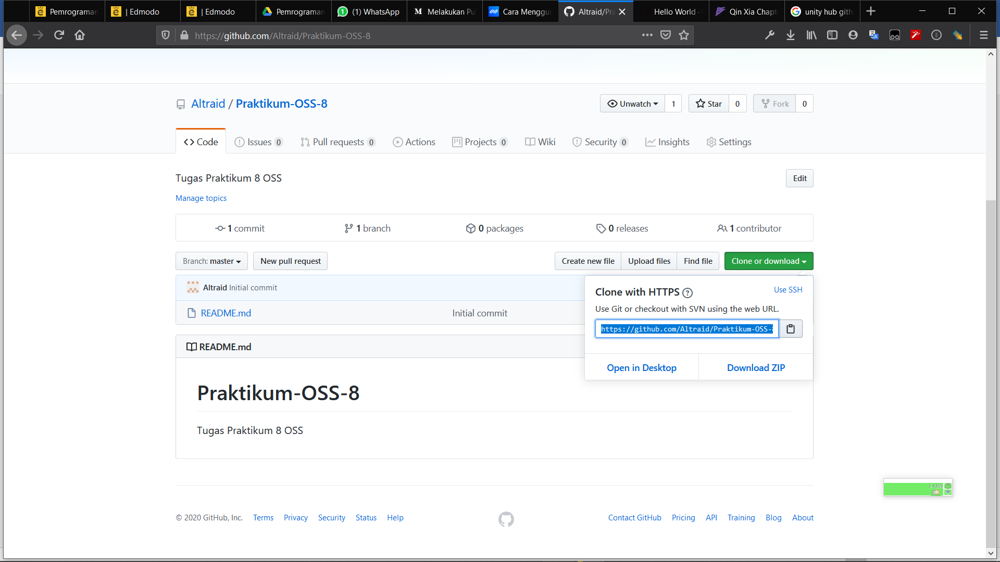 Pemrograman
| Edmodo
| Edmodo
Pemrograman
(1) WhatsApp
Melakukan Pu
Cara Menggun
Altraid/Pra
Hello World ·
Qin Xia Chapt
unity hub gith
https://github.com/Altraid/Praktikum-OSS-8
Altraid / Praktikum-OSS-8
Unwatch 1
Star 0
Fork 0
Code
Issues 0
Pull requests 0
Actions
Projects 0
Wiki
Security 0
Insights
Settings
Tugas Praktikum 8 OSS
Edit
Manage topics
1 commit
1 branch
0 packages
0 releases
1 contributor
Branch: master
New pull request
Create new file
Upload files
Find file
Clone or download
Altraid Initial commit
README.md
Initial commit
Clone with HTTPS
Use SSH
Use Git or checkout with SVN using the web URL.
https://github.com/Altraid/Praktikum-OSS-8
Open in Desktop
Download ZIP
README.md
Praktikum-OSS-8
Tugas Praktikum 8 OSS
5 KB/s
© 2020 GitHub, Inc.
Terms
Privacy
Security
Status
Help
Contact GitHub
Pricing
API
Training
Blog
About